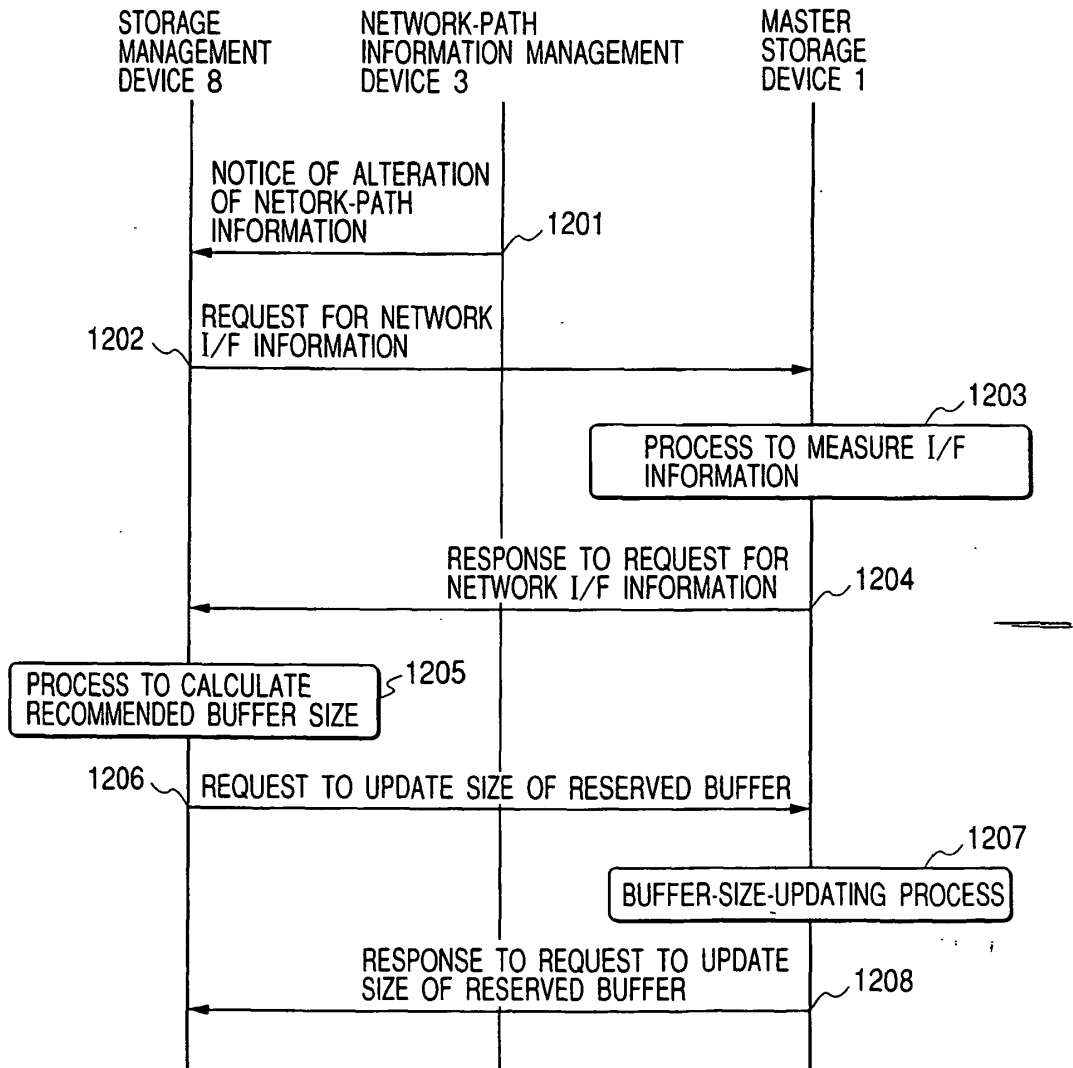 STORAGE
MANAGEMENT
DEVICE 8
NETWORK-PATH
INFORMATION MANAGEMENT
DEVICE 3
MASTER
STORAGE
DEVICE 1
NOTICE OF ALTERATION
OF NETORK-PATH
INFORMATION
1201
REQUEST FOR NETWORK
I/F INFORMATION
1202
1203
PROCESS TO MEASURE I/F
INFORMATION
RESPONSE TO REQUEST FOR
NETWORK I/F INFORMATION
1204
PROCESS TO CALCULATE
RECOMMENDED BUFFER SIZE
1205
1206
REQUEST TO UPDATE SIZE OF RESERVED BUFFER
1207
BUFFER-SIZE-UPDATING PROCESS
RESPONSE TO REQUEST TO UPDATE
SIZE OF RESERVED BUFFER
1208